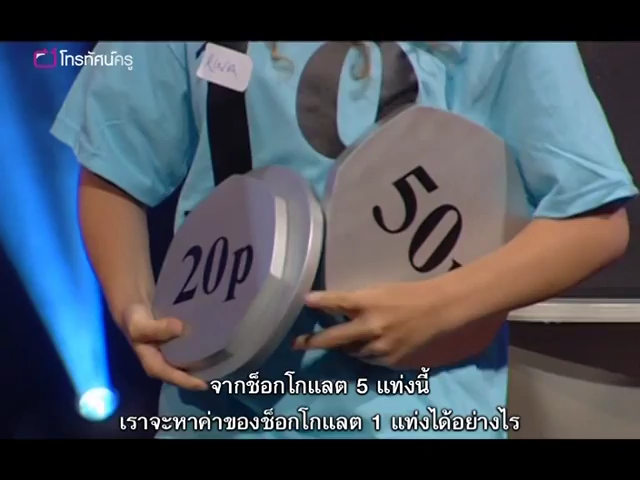 โทรทัศน์ครู
20p
50
จากช็อกโกแลต 5 แท่งนี้
เราจะหาค่าของช็อกโกแลต 1 แท่งได้อย่างไร